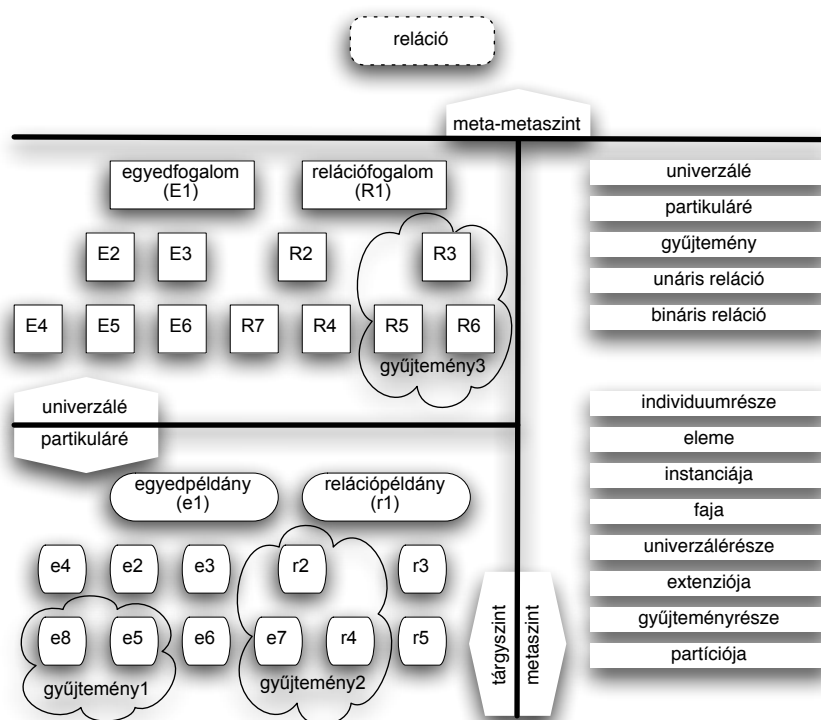 reláció
meta-metaszint
egyedfogalom
(E1)
relációfogalom
(R1)
E2 E3 R2 R3
E4 E5 E6 R7 R4 R5 R6
gyűjtemény3
univerzálé
partikuláré
egyedpéldány
(e1)
relációpéldány
(r1)
e4 e2 e3 r2 r3
e8 e5 e6 e7 r4 r5
gyűjtemény1
gyűjtemény2
tárgyszint
metaszint
univerzálé
partikuláré
gyűjtemény
unáris reláció
bináris reláció
individuumrésze
eleme
instanciája
faja
univerzálérésze
extenziója
gyűjteményrésze
partíciója